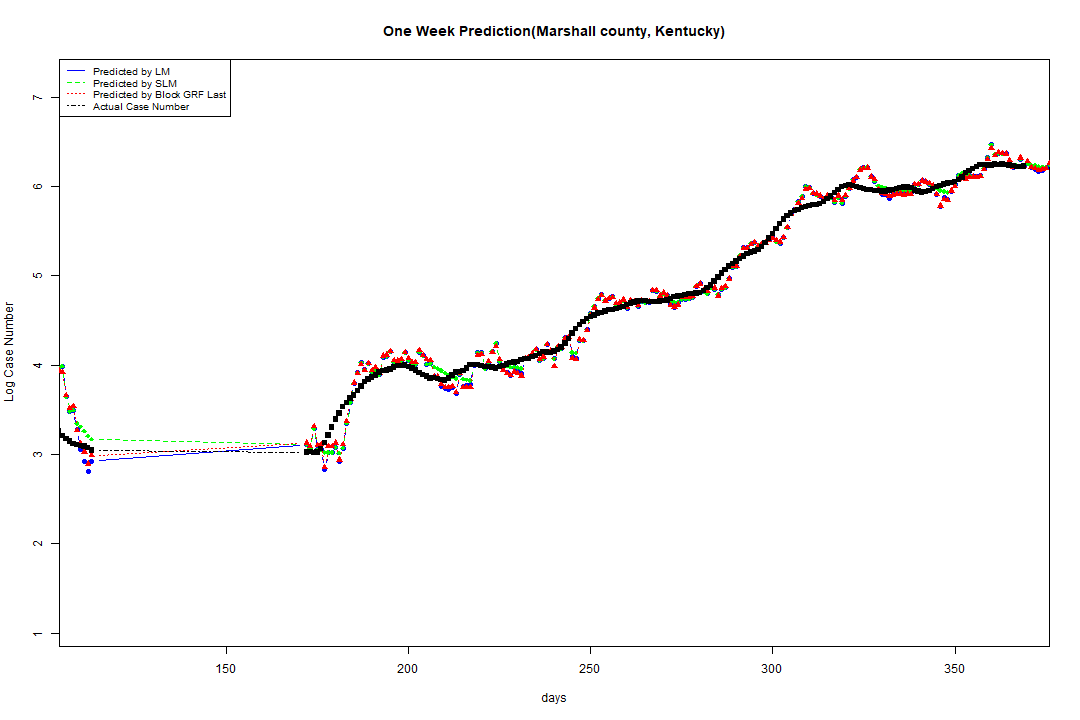 One Week Prediction(Marshall county, Kentucky)
Predicted by LM
Predicted by SLM
Predicted by Block GRF Last
Actual Case Number
Log Case Number
7
6
5
4
3
2
1
150 200 250 300 350
days